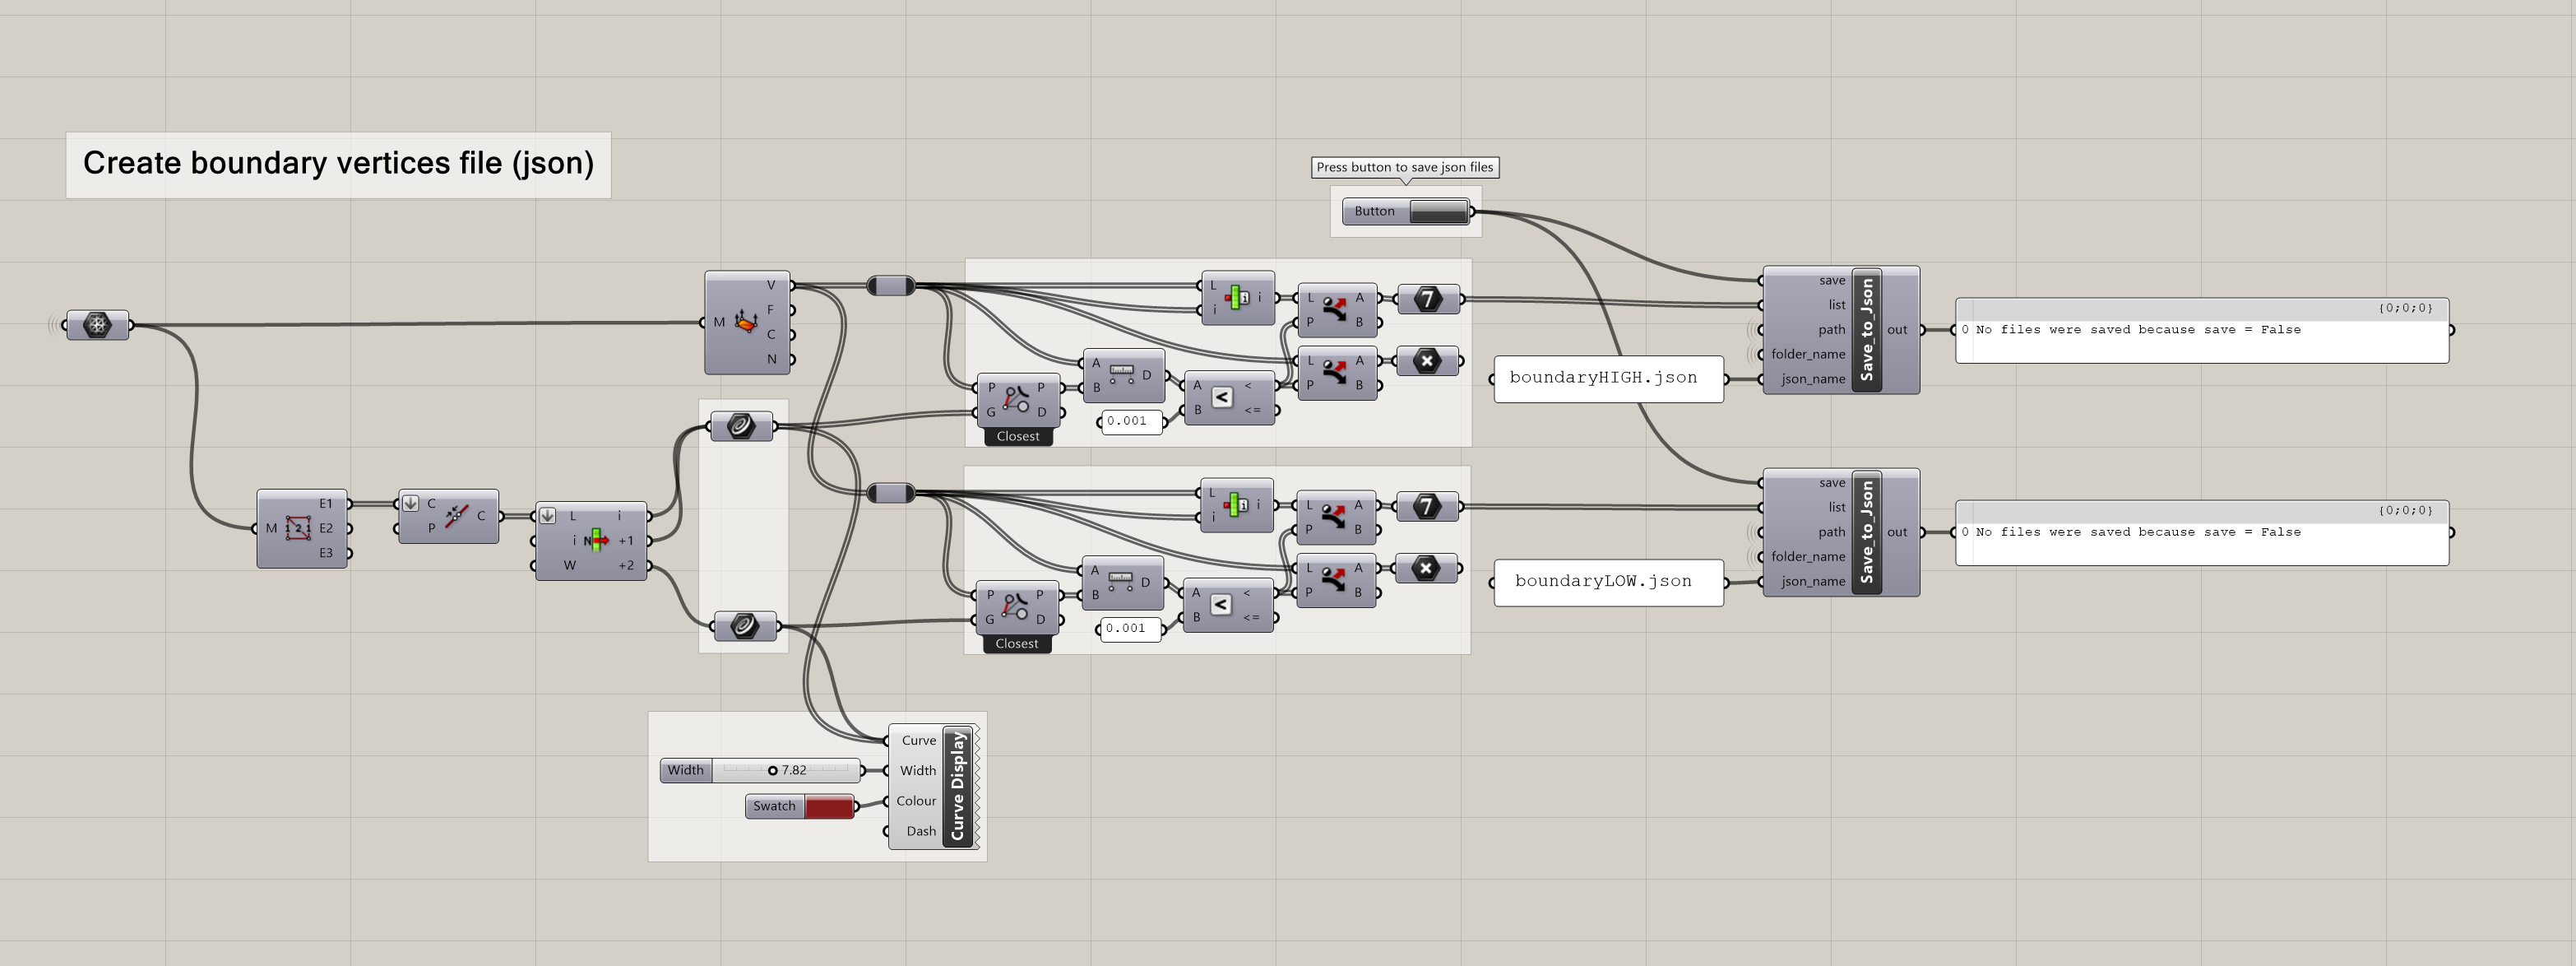 Create boundary vertices file (json)
Press button to save json files
Button
M
V
F
C
N
L
i
i
L
P
A
B
7
L
P
A
B
A
B
D
P
G
P
D
Closest
0.001
A
B
<
<
<=
save
list
path
folder_name
json_name
Save_to_Json
out
{0;0;0}
0 No files were saved because save = False
boundaryHIGH.json
M
1 2 1
E1
E2
E3
C
P
C
L
i
W
N
i
+1
+2
L
i
i
L
P
A
B
7
L
P
A
B
A
B
D
P
G
P
D
Closest
0.001
A
B
<
<
<=
save
list
path
folder_name
json_name
Save_to_Json
out
{0;0;0}
0 No files were saved because save = False
boundaryLOW.json
Width
7.82
Swatch
Curve
Width
Colour
Dash
Curve Display